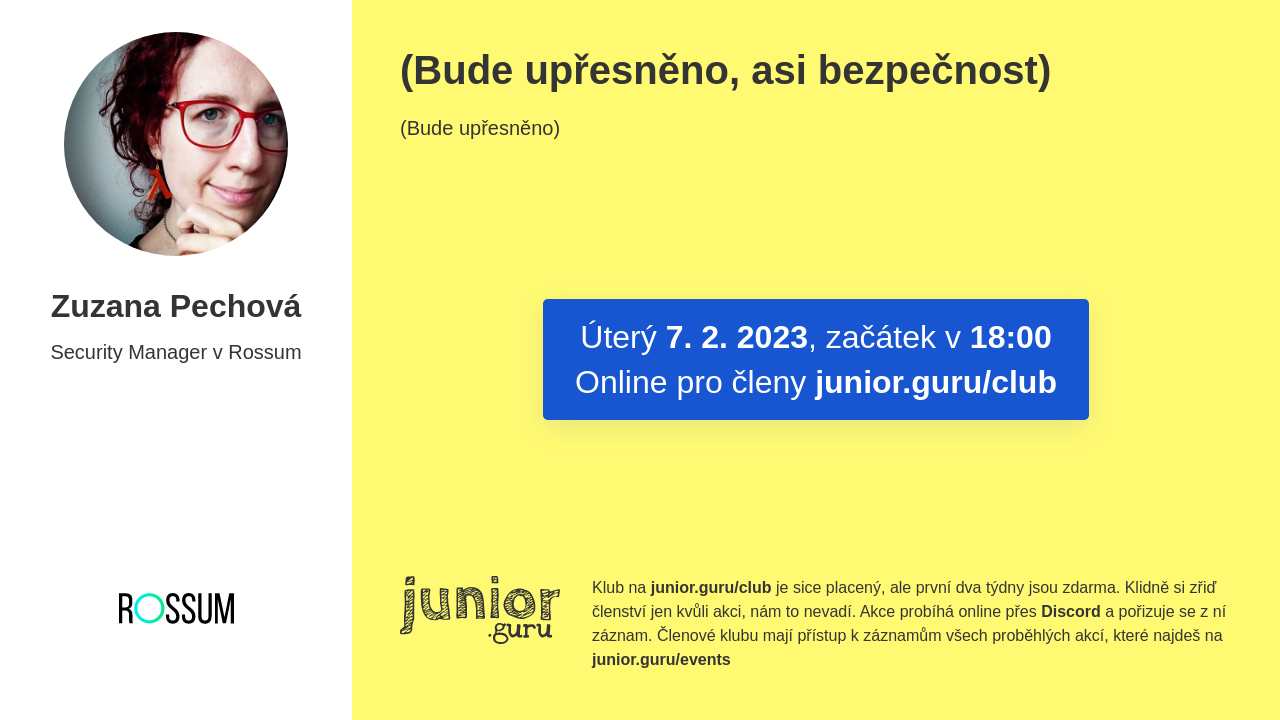 Zuzana Pechová
Security Manager v Rossum
ROSSUM
(Bude upřesněno, asi bezpečnost)
(Bude upřesněno)
Úterý 7. 2. 2023, začátek v 18:00
Online pro členy junior.guru/club
junior
.guru
Klub na junior.guru/club je sice placený, ale první dva týdny jsou zdarma. Klidně si zřiď
členství jen kvůli akci, nám to nevadí. Akce probíhá online přes Discord a pořizuje se z ní
záznam. Členové klubu mají přístup k záznamům všech proběhlých akcí, které najdeš na
junior.guru/events